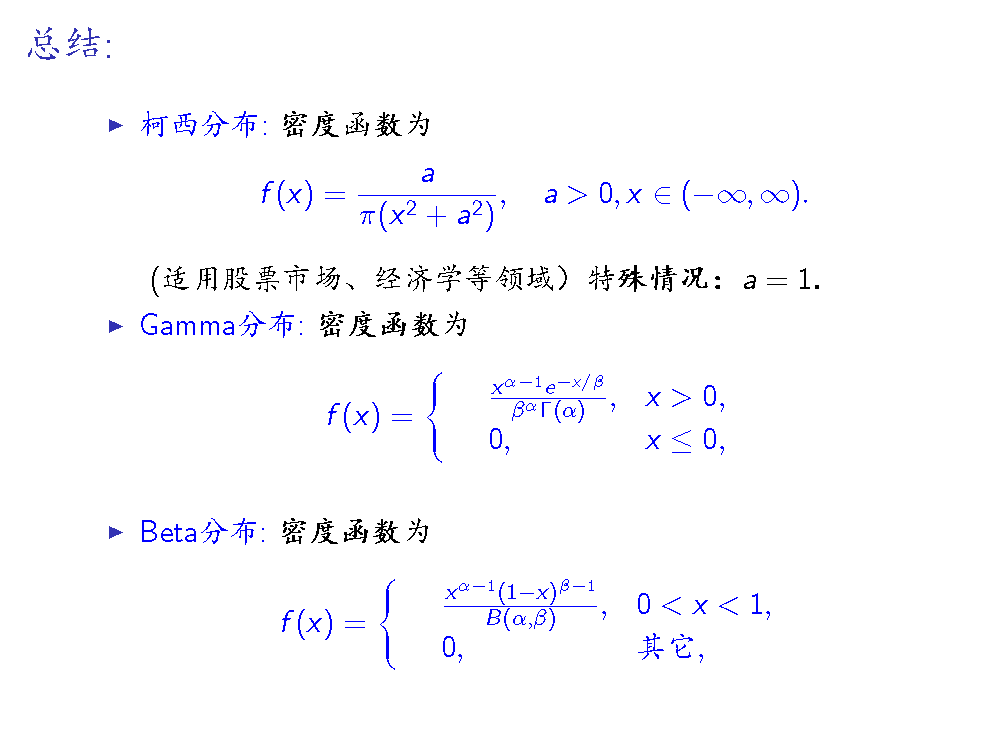 总结:
▶ 柯西分布: 密度函数为
f(x) = a / π(x² + a²), a > 0, x ∈ (−∞, ∞).
(适用股票市场、经济学等领域）特殊情况：a = 1.
▶ Gamma分布: 密度函数为
f(x) = { x^{α−1}e^{−x/β} / β^αΓ(α), x > 0,
0, x ≤ 0,
▶ Beta分布: 密度函数为
f(x) = { x^{α−1}(1−x)^{β−1} / B(α,β), 0 < x < 1,
0, 其它,